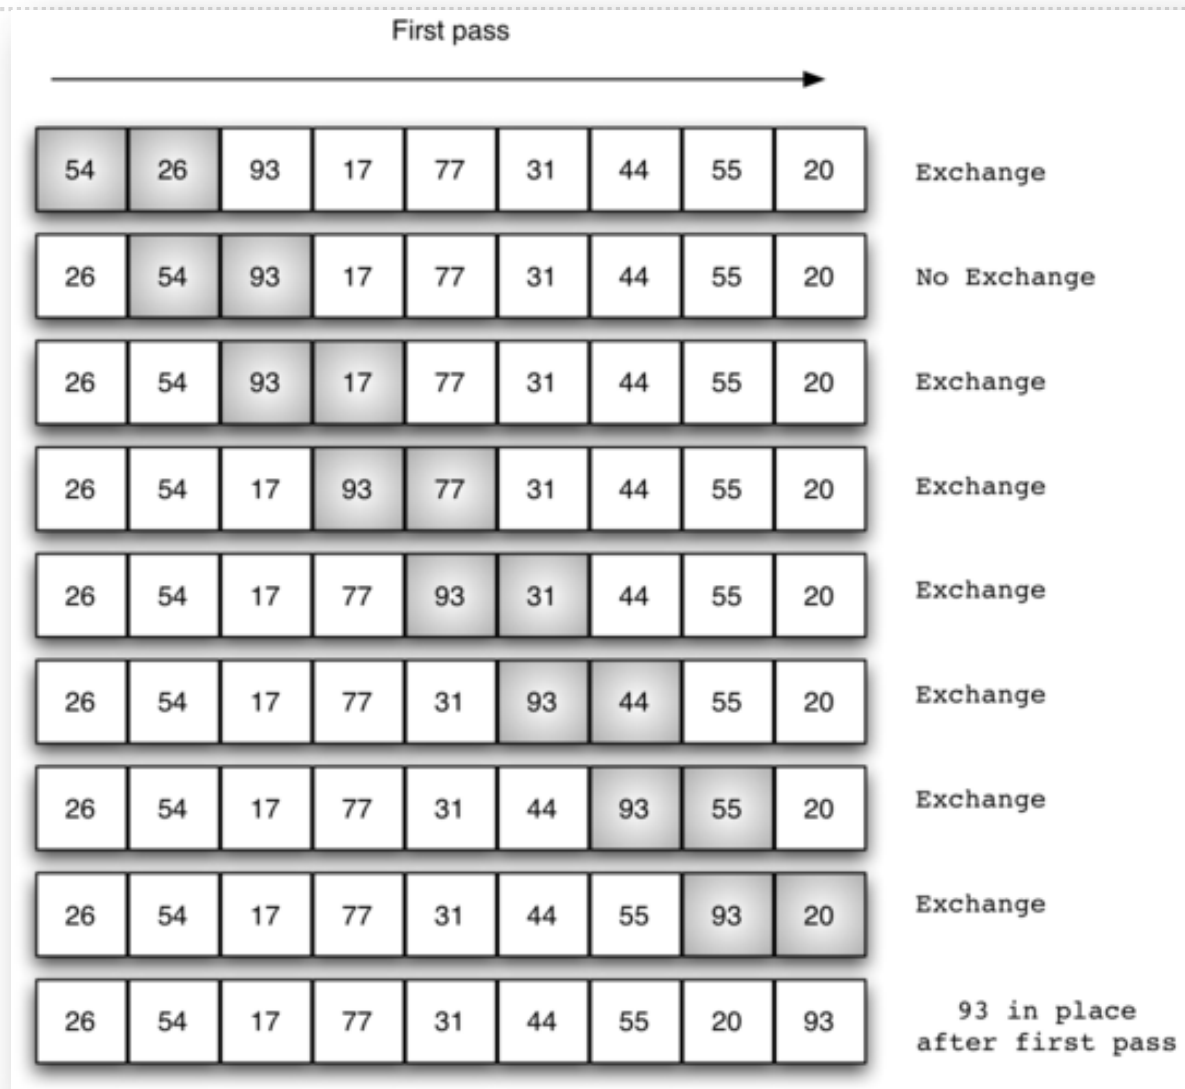 First pass
54 26 93 17 77 31 44 55 20 Exchange
26 54 93 17 77 31 44 55 20 No Exchange
26 54 93 17 77 31 44 55 20 Exchange
26 54 17 93 77 31 44 55 20 Exchange
26 54 17 77 93 31 44 55 20 Exchange
26 54 17 77 31 93 44 55 20 Exchange
26 54 17 77 31 44 93 55 20 Exchange
26 54 17 77 31 44 55 93 20 Exchange
26 54 17 77 31 44 55 20 93 93 in place
after first pass